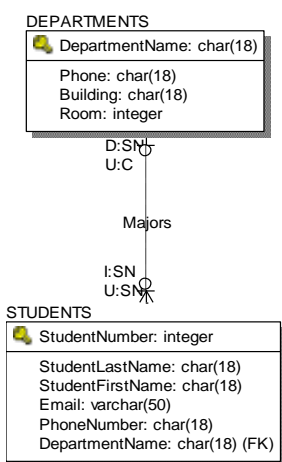 DEPARTMENTS
DepartmentName: char(18)
Phone: char(18)
Building: char(18)
Room: integer
D:SN
U:C
Majors
I:SN
U:SN
STUDENTS
StudentNumber: integer
StudentLastName: char(18)
StudentFirstName: char(18)
Email: varchar(50)
PhoneNumber: char(18)
DepartmentName: char(18) (FK)